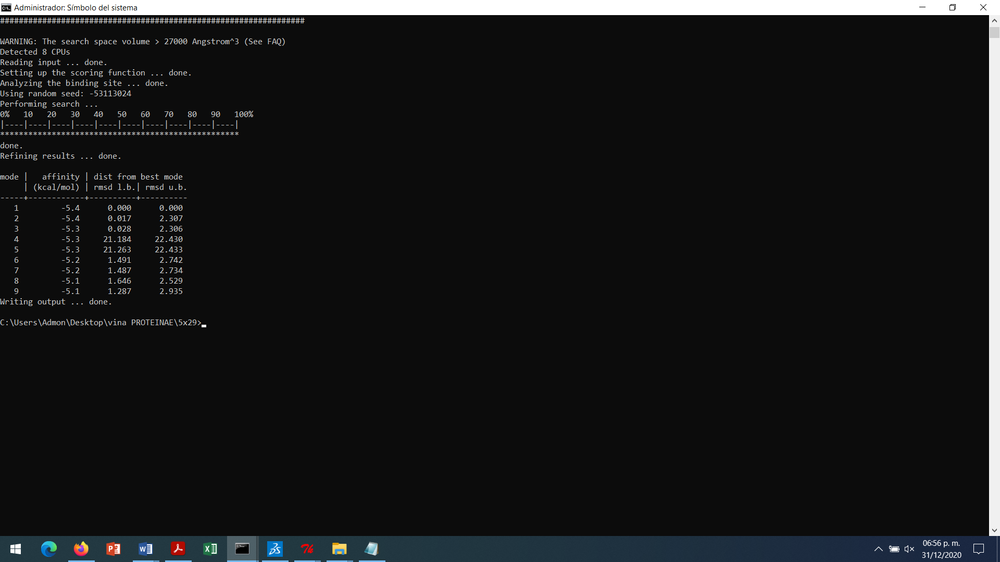 Administrador: Símbolo del sistema
#################################################################
WARNING: The search space volume > 27000 Angstrom^3 (See FAQ)
Detected 8 CPUs
Reading input ... done.
Setting up the scoring function ... done.
Analyzing the binding site ... done.
Using random seed: -53113024
Performing search ...
0%   10   20   30   40   50   60   70   80   90   100%
|----|----|----|----|----|----|----|----|----|----|
***************************************************
done.
Refining results ... done.
mode |   affinity | dist from best mode
     | (kcal/mol) | rmsd l.b.| rmsd u.b.
-----+------------+----------+----------
   1         -5.4      0.000      0.000
   2         -5.4      0.017      2.307
   3         -5.3      0.028      2.306
   4         -5.3     21.184     22.430
   5         -5.3     21.263     22.433
   6         -5.2      1.491      2.742
   7         -5.2      1.487      2.734
   8         -5.1      1.646      2.529
   9         -5.1      1.287      2.935
Writing output ... done.
C:\Users\Admon\Desktop\vina PROTEINAE\5x29>
06:56 p. m.
31/12/2020